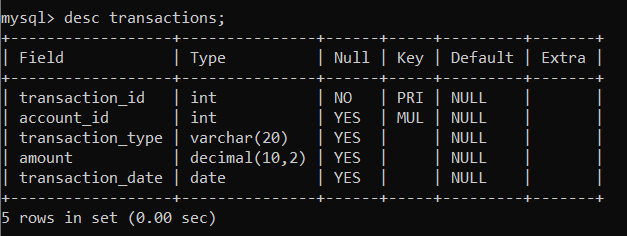 mysql> desc transactions;
+------------------+---------------+------+-----+---------+-------+
| Field            | Type          | Null | Key | Default | Extra |
+------------------+---------------+------+-----+---------+-------+
| transaction_id   | int           | NO   | PRI | NULL    |       |
| account_id       | int           | YES  | MUL | NULL    |       |
| transaction_type | varchar(20)   | YES  |     | NULL    |       |
| amount           | decimal(10,2) | YES  |     | NULL    |       |
| transaction_date | date          | YES  |     | NULL    |       |
+------------------+---------------+------+-----+---------+-------+
5 rows in set (0.00 sec)